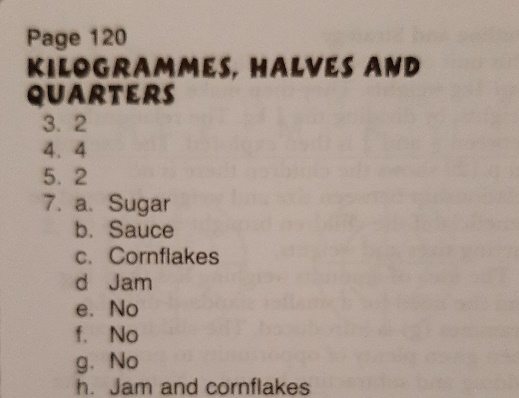 Page 120
KILOGRAMMES, HALVES AND
QUARTERS
3. 2
4. 4
5. 2
7. a. Sugar
b. Sauce
c. Cornflakes
d Jam
e. No
f. No
g. No
h. Jam and cornflakes